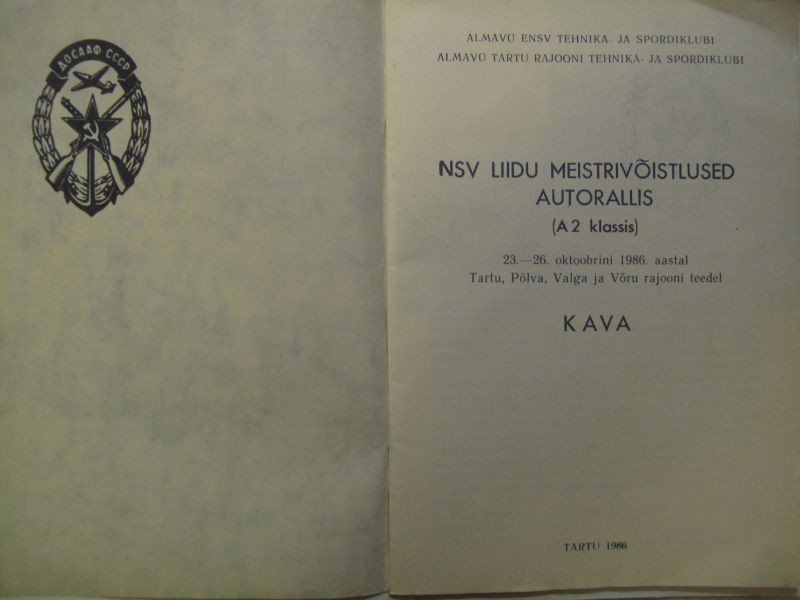 ДОСААФ СССР
ALMAVÜ ENSV TEHNIKA- JA SPORDIKLUBI
ALMAVÜ TARTU RAJOONI TEHNIKA- JA SPORDIKLUBI
NSV LIIDU MEISTRIVÕISTLUSED
AUTORALLIS
(A2 klassis)
23.—26. oktoobrini 1986. aastal
Tartu, Põlva, Valga ja Võru rajooni teedel
KAVA
TARTU 1986